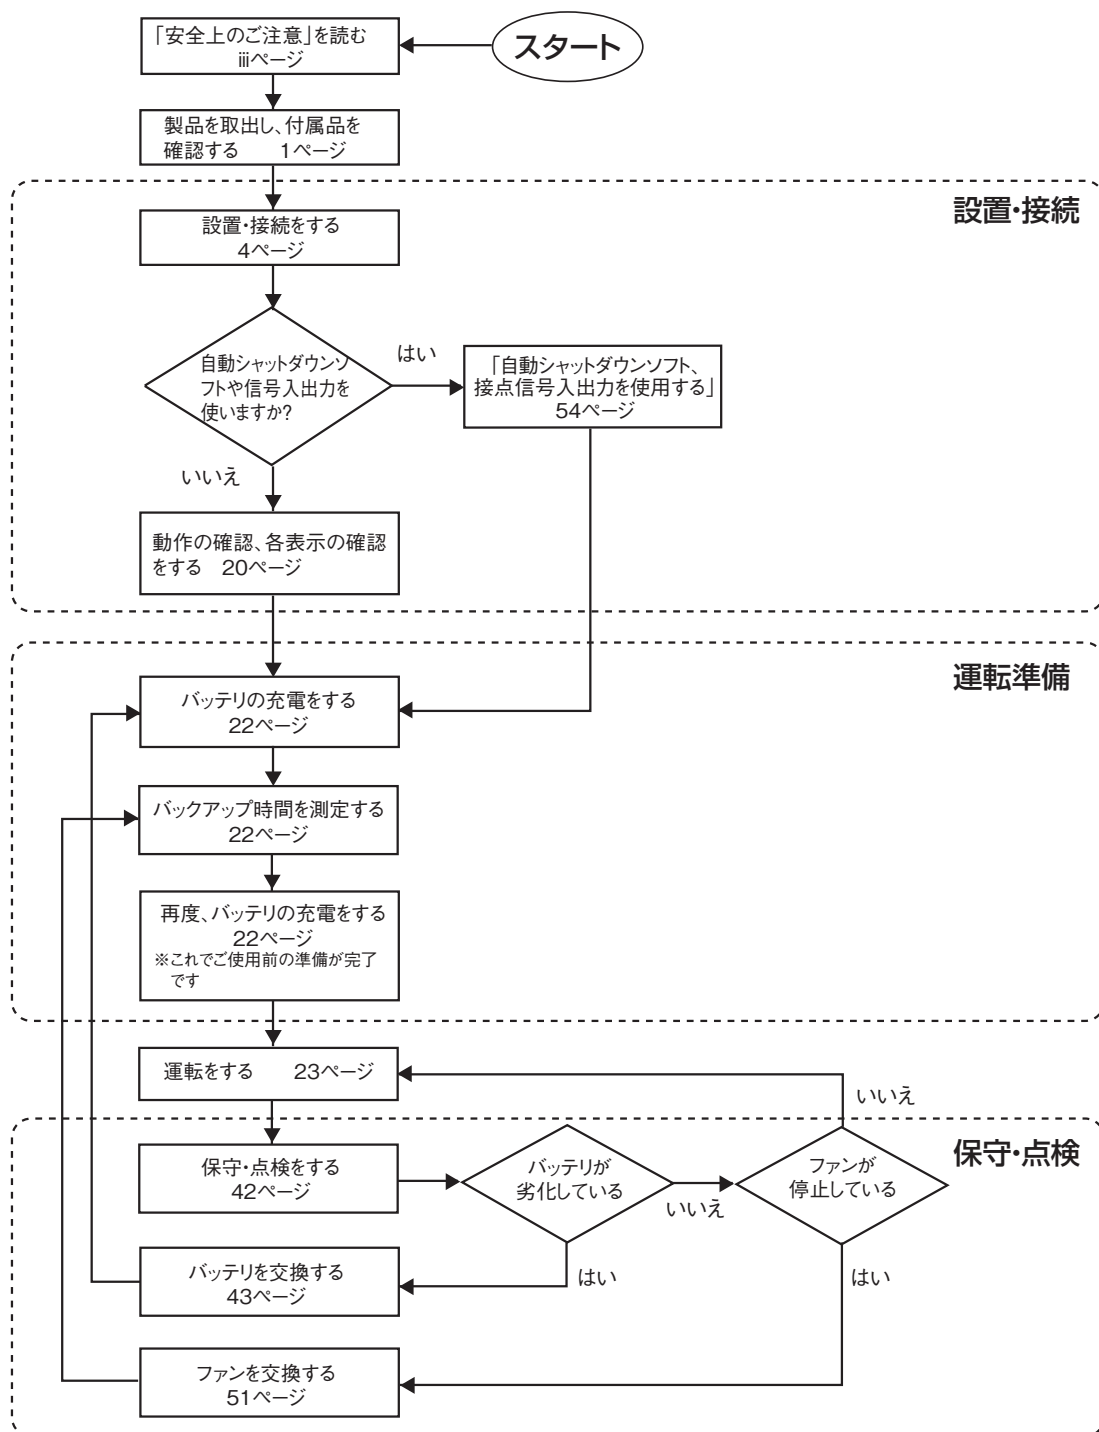 スタート
「安全上のご注意」を読む
iiiページ
製品を取出し、付属品を
確認する 1ページ
設置・接続
設置・接続をする
4ページ
自動シャットダウンソ
フトや信号入出力を
使いますか?
はい
「自動シャットダウンソフト、
接点信号入出力を使用する」
54ページ
いいえ
動作の確認、各表示の確認
をする 20ページ
運転準備
バッテリの充電をする
22ページ
バックアップ時間を測定する
22ページ
再度、バッテリの充電をする
22ページ
※これでご使用前の準備が完了
です
運転をする 23ページ
いいえ
保守・点検
保守・点検をする
42ページ
バッテリが
劣化している
いいえ
ファンが
停止している
はい
はい
バッテリを交換する
43ページ
ファンを交換する
51ページ